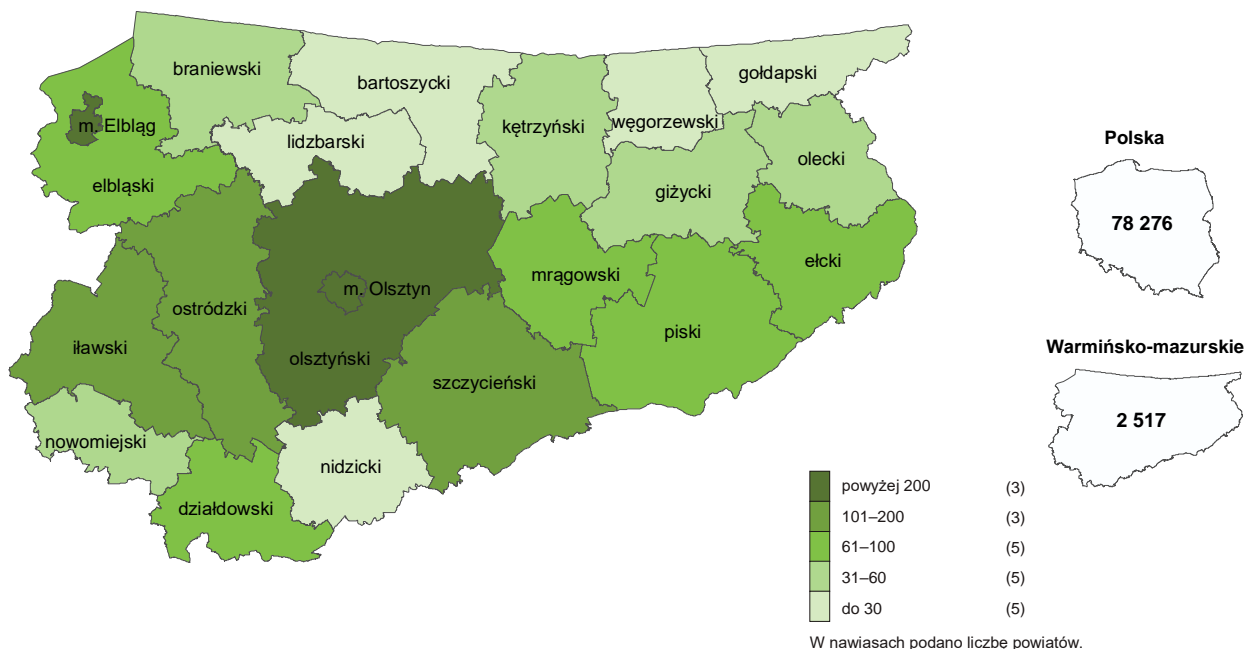 braniewski
bartoszycki
gołdapski
m. Elbląg
kętrzyński
węgorzewski
lidzbarski
olecki
elbląski
giżycki
mrągowski
ełcki
m. Olsztyn
ostródzki
piski
iławski
olsztyński
szczycieński
nowomiejski
nidzicki
działdowski
Polska
78 276
Warmińsko-mazurskie
2 517
powyżej 200 (3)
101–200 (3)
61–100 (5)
31–60 (5)
do 30 (5)
W nawiasach podano liczbę powiatów.